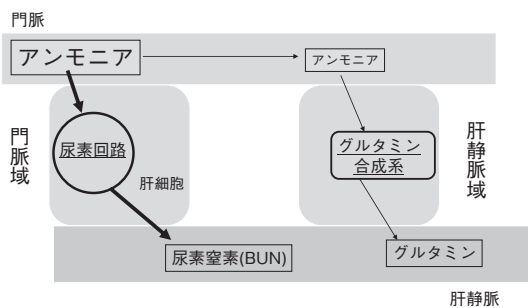 門脈
アンモニア
アンモニア
門脈域
尿素回路
肝細胞
グルタミン
合成系
肝静脈域
尿素窒素(BUN)
グルタミン
肝静脈